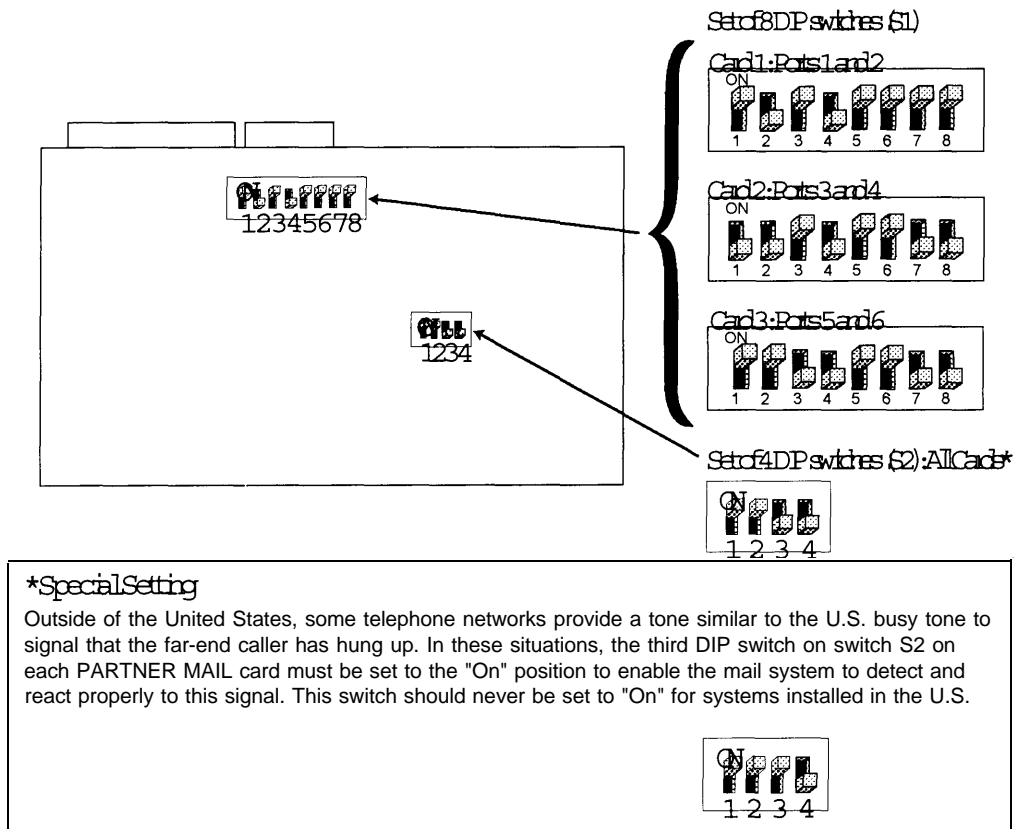 Set of 8 DIP switches (S1)
Card 1: Ports 1 and 2
ON
1 2 3 4 5 6 7 8
Card 2: Ports 3 and 4
ON
1 2 3 4 5 6 7 8
Card 3: Ports 5 and 6
ON
1 2 3 4 5 6 7 8
ON
12345678
ON
1234
Set of 4 DIP switches (S2): All Cards*
ON
1 2 3 4
*Special Setting
Outside of the United States, some telephone networks provide a tone similar to the U.S. busy tone to
signal that the far-end caller has hung up. In these situations, the third DIP switch on switch S2 on
each PARTNER MAIL card must be set to the "On" position to enable the mail system to detect and
react properly to this signal. This switch should never be set to "On" for systems installed in the U.S.
ON
1 2 3 4